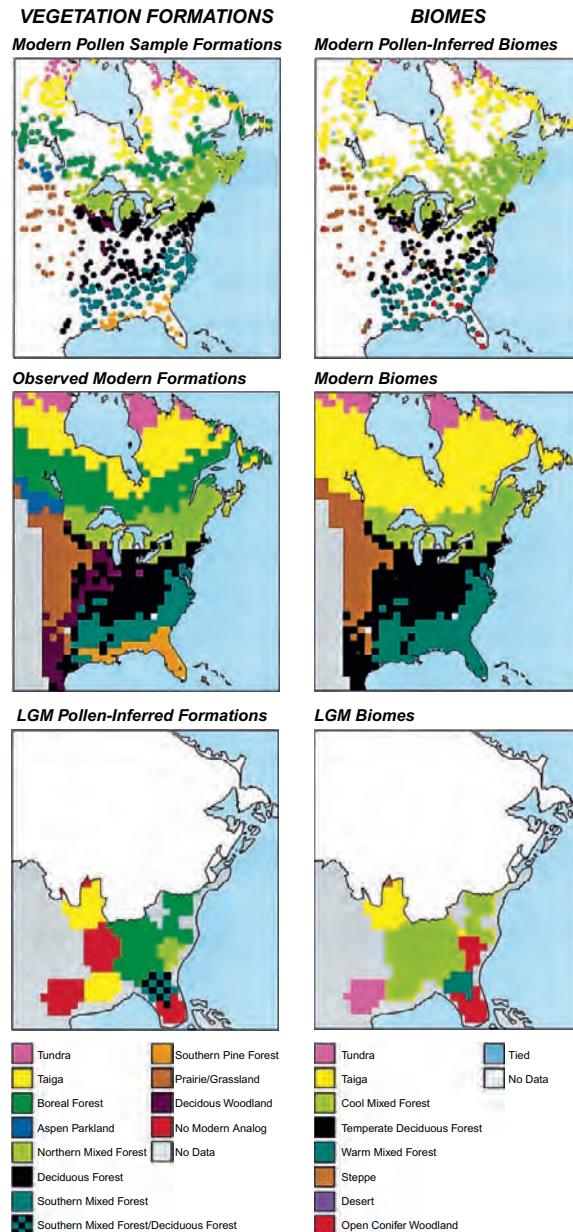 VEGETATION FORMATIONS
BIOMES
Modern Pollen Sample Formations
Modern Pollen-Inferred Biomes
Observed Modern Formations
Modern Biomes
LGM Pollen-Inferred Formations
LGM Biomes
Tundra
Taiga
Boreal Forest
Aspen Parkland
Northern Mixed Forest
Deciduous Forest
Southern Mixed Forest
Southern Mixed Forest/Deciduous Forest
Southern Pine Forest
Prairie/Grassland
Decidous Woodland
No Modern Analog
No Data
Tundra
Taiga
Cool Mixed Forest
Temperate Deciduous Forest
Warm Mixed Forest
Steppe
Desert
Open Conifer Woodland
Tied
No Data